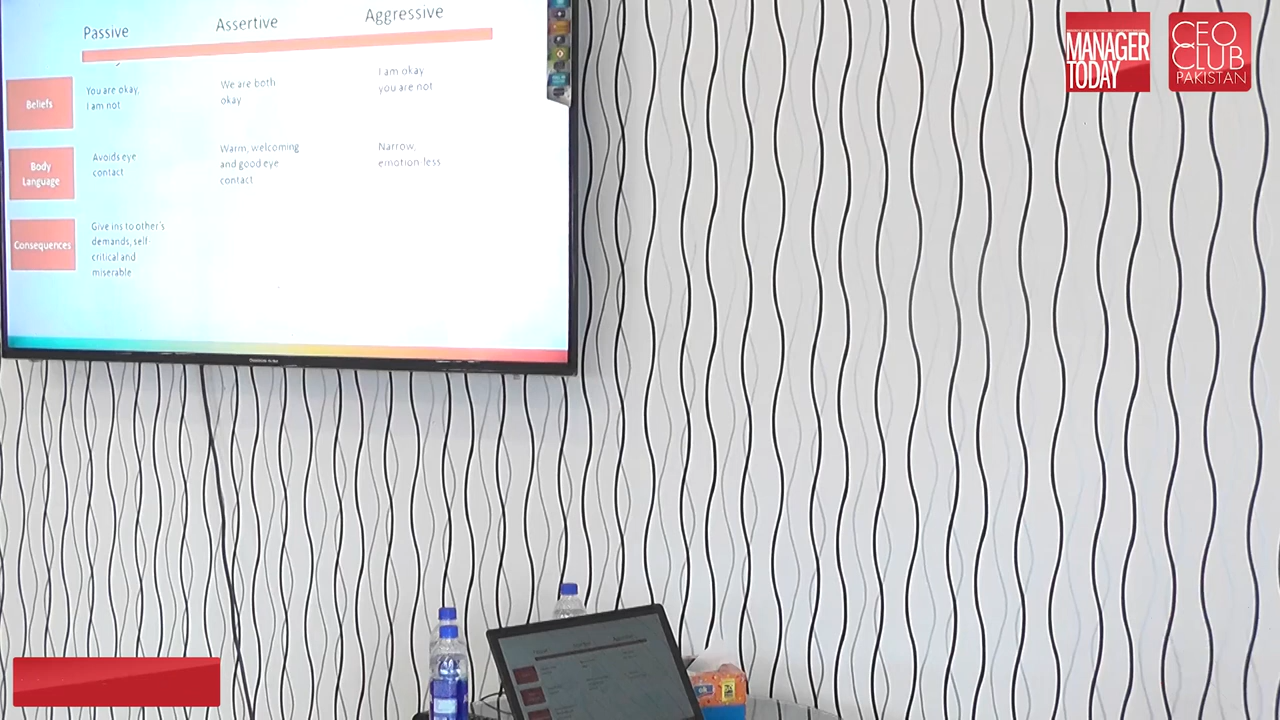 Passive
Assertive
Aggressive
Beliefs
You are okay,
I am not
We are both
okay
I am okay
you are not
Body
Language
Avoids eye
contact
Warm, welcoming
and good eye
contact
Narrow,
emotion less
Consequences
Give ins to other's
demands, self-
critical and
miserable
MANAGER
TODAY
CEO
CLUB
PAKISTAN